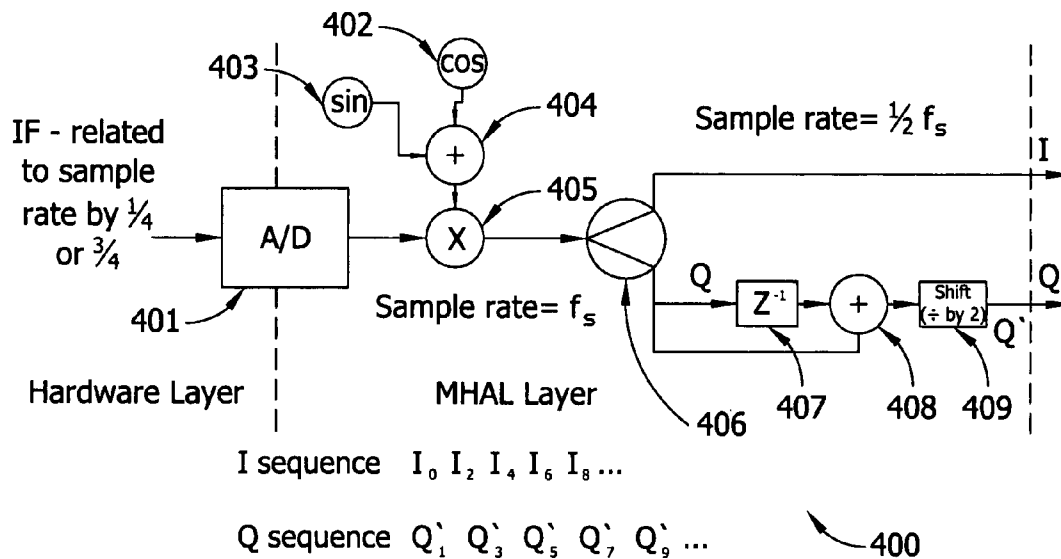 402
403
cos
sin
404
IF - related
to sample
rate by ¼
or ¾
Sample rate= ½ fs
I
+
405
A/D
X
Q
Q
Z⁻¹
+
Shift
(÷ by 2)
Q`
Sample rate= fs
401
406
407
408
409
Hardware Layer
MHAL Layer
I sequence I₀ I₂ I₄ I₆ I₈ ...
Q sequence Q`₁ Q`₃ Q`₅ Q`₇ Q`₉ ...
400